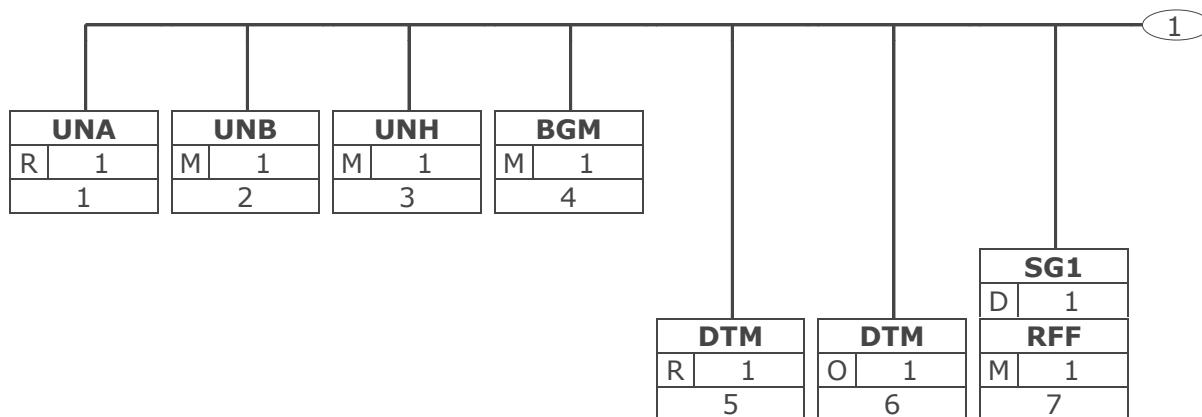 1
UNA UNB UNH BGM
R 1 M 1 M 1 M 1
1 2 3 4
SG1
D 1
DTM DTM RFF
R 1 O 1 M 1
5 6 7